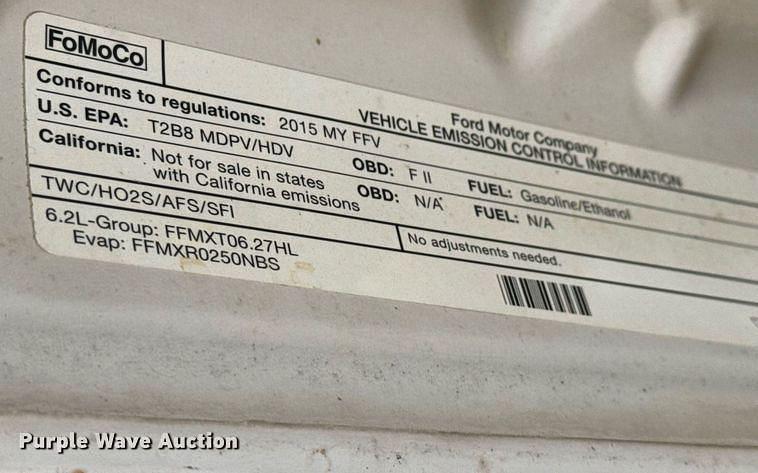 FoMoCo
Ford Motor Company
VEHICLE EMISSION CONTROL INFORMATION
Conforms to regulations: 2015 MY FFV
U.S. EPA: T2B8 MDPV/HDV OBD: F II FUEL: Gasoline/Ethanol
California: Not for sale in states with California emissions OBD: N/A FUEL: N/A
TWC/HO2S/AFS/SFI
No adjustments needed.
6.2L-Group: FFMXT06.27HL
Evap: FFMXR0250NBS
Purple Wave Auction